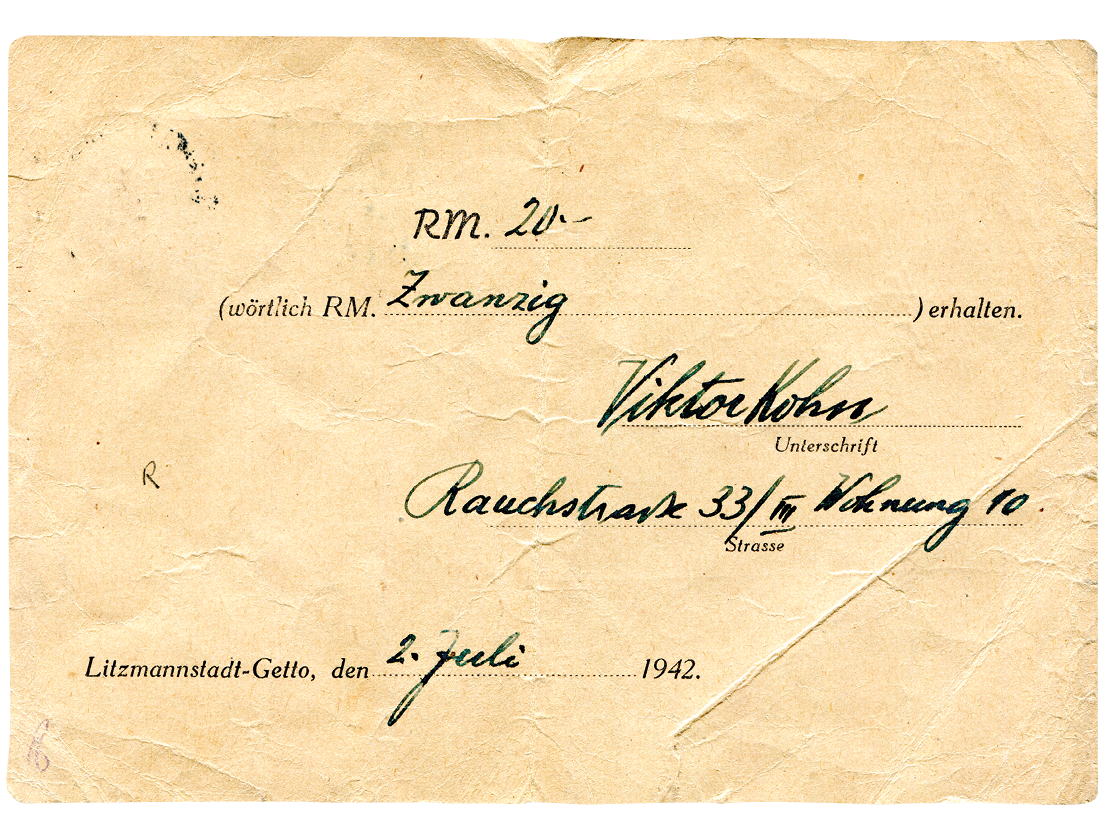 RM. 20.-
(wörtlich RM. Zwanzig ) erhalten.
Viktor Kohn
Unterschrift
R
Rauchstraße 33/III Wohnung 10.
Strasse
Litzmannstadt-Getto, den 2. Juli 1942.